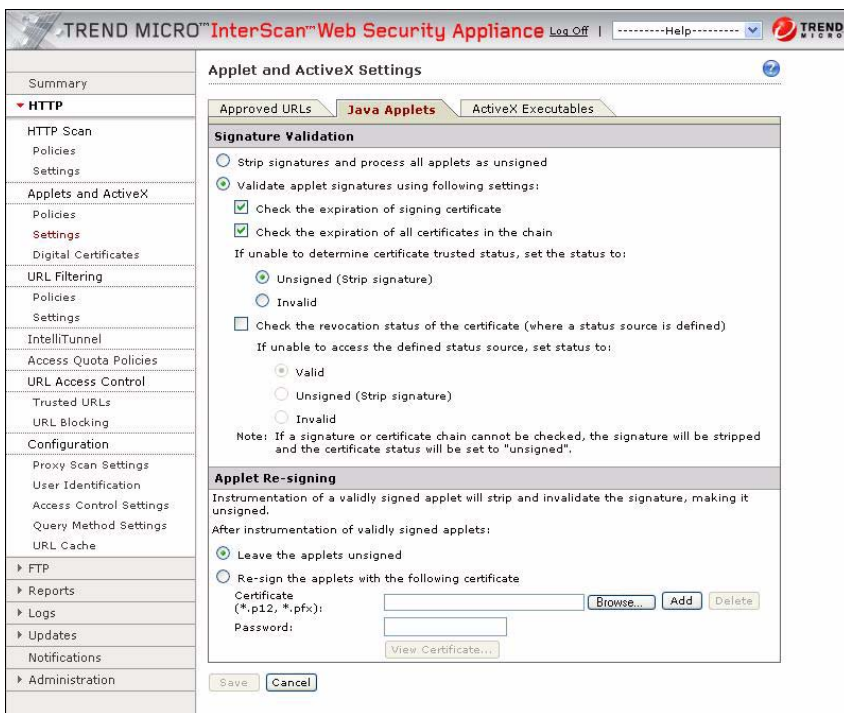 TREND MICRO™ InterScan™ Web Security Appliance Log Off | ---------Help--------- TREND MICRO
Summary
HTTP
HTTP Scan
Policies
Settings
Applets and ActiveX
Policies
Settings
Digital Certificates
URL Filtering
Policies
Settings
IntelliTunnel
Access Quota Policies
URL Access Control
Trusted URLs
URL Blocking
Configuration
Proxy Scan Settings
User Identification
Access Control Settings
Query Method Settings
URL Cache
FTP
Reports
Logs
Updates
Notifications
Administration
Applet and ActiveX Settings ?
Approved URLs Java Applets ActiveX Executables
Signature Validation
Strip signatures and process all applets as unsigned
Validate applet signatures using following settings:
Check the expiration of signing certificate
Check the expiration of all certificates in the chain
If unable to determine certificate trusted status, set the status to:
Unsigned (Strip signature)
Invalid
Check the revocation status of the certificate (where a status source is defined)
If unable to access the defined status source, set status to:
Valid
Unsigned (Strip signature)
Invalid
Note: If a signature or certificate chain cannot be checked, the signature will be stripped
and the certificate status will be set to "unsigned".
Applet Re-signing
Instrumentation of a validly signed applet will strip and invalidate the signature, making it
unsigned.
After instrumentation of validly signed applets:
Leave the applets unsigned
Re-sign the applets with the following certificate
Certificate
(*.p12, *.pfx): Browse... Add Delete
Password:
View Certificate...
Save Cancel